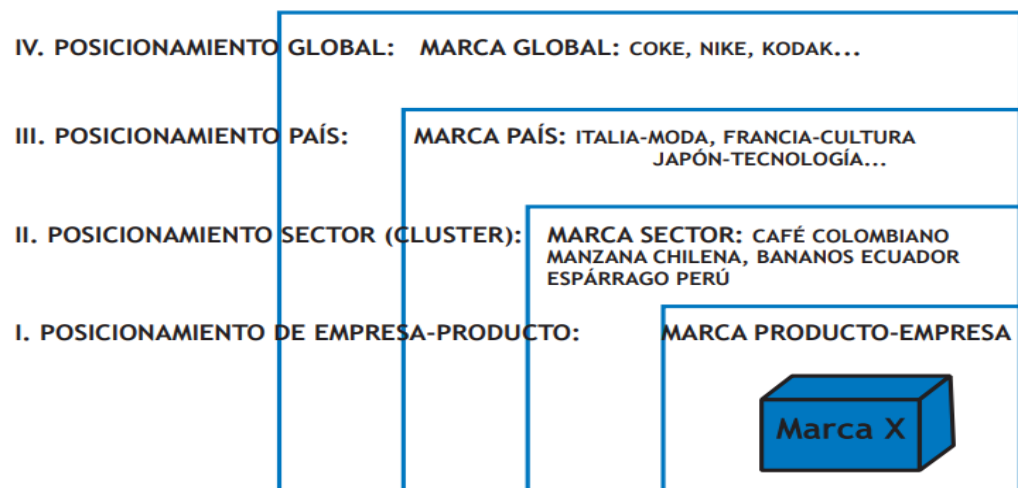 IV. POSICIONAMIENTO GLOBAL: MARCA GLOBAL: COKE, NIKE, KODAK...
III. POSICIONAMIENTO PAÍS: MARCA PAÍS: ITALIA-MODA, FRANCIA-CULTURA
JAPÓN-TECNOLOGÍA...
II. POSICIONAMIENTO SECTOR (CLUSTER): MARCA SECTOR: CAFÉ COLOMBIANO
MANZANA CHILENA, BANANOS ECUADOR
ESPÁRRAGO PERÚ
I. POSICIONAMIENTO DE EMPRESA-PRODUCTO: MARCA PRODUCTO-EMPRESA
Marca X